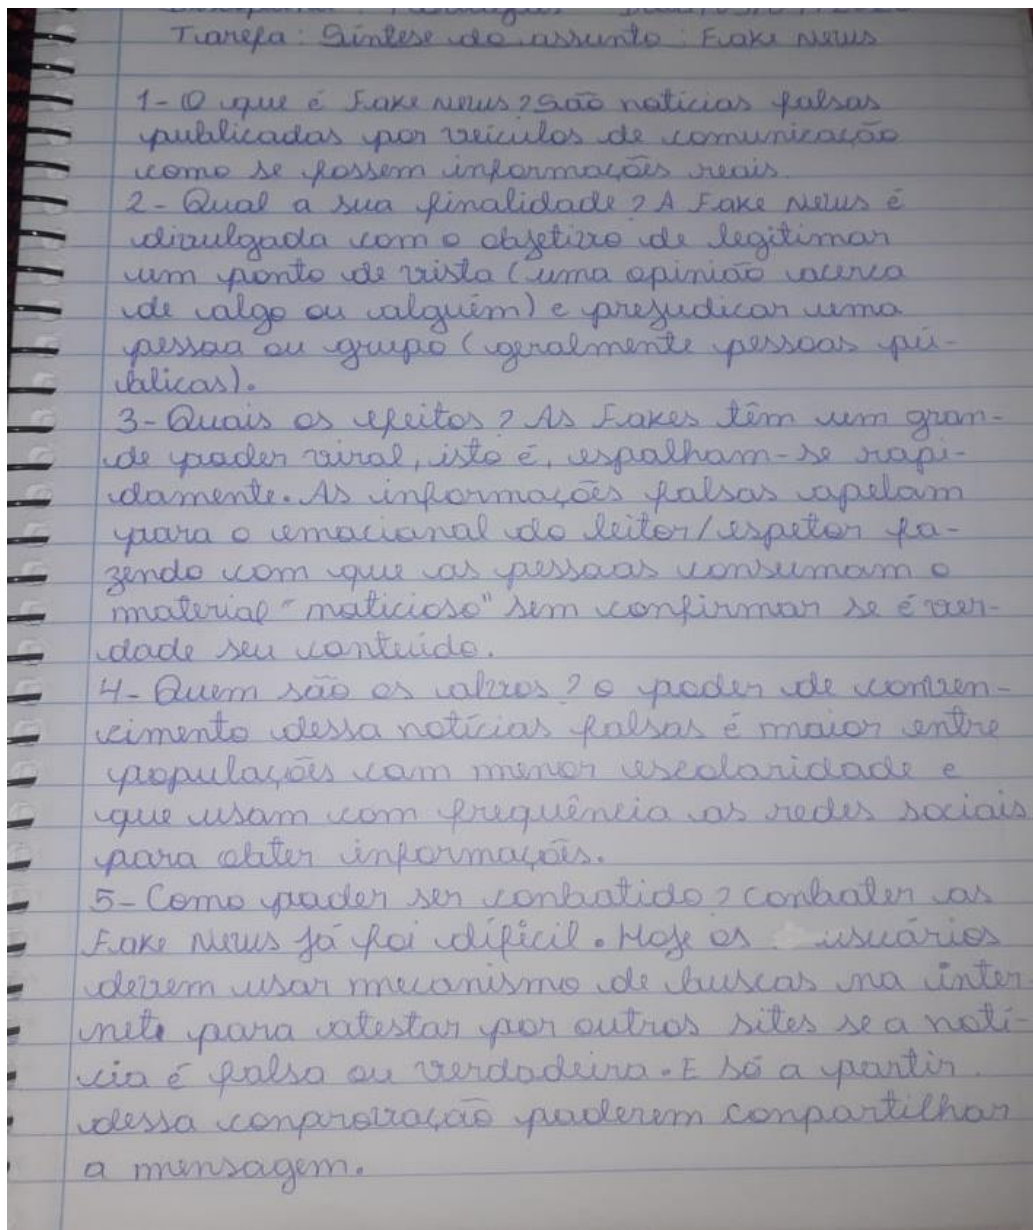 Tarefa: Síntese do assunto: Fake News
1- O que é Fake News? São notícias falsas
publicadas por veículos de comunicação
como se fossem informações reais.
2- Qual a sua finalidade? A Fake News é
divulgada com o objetivo de legitimar
um ponto de vista (uma opinião acerca
de algo ou alguém) e prejudicar uma
pessoa ou grupo (geralmente pessoas pú-
blicas).
3- Quais os efeitos? As Fakes têm um gran-
de poder viral, isto é, espalham-se rapi-
damente. As informações falsas apelam
para o emocional do leitor/espetor fa-
zendo com que as pessoas consumam o
material "noticioso" sem confirmar se é ver-
dade seu conteúdo.
4- Quem são os alvos? o poder de conven-
cimento dessa notícias falsas é maior entre
populações com menor escolaridade e
que usam com frequência as redes sociais
para obter informações.
5- Como poder ser conbatido? conbater as
Fake News já foi difícil. Hoje os usuários
devem usar mecanismo de buscas na inter
net para atestar por outros sites se a notí-
cia é falsa ou verdadeira. E só a partir
dessa conprovação poderem conpartilhar
a mensagem.